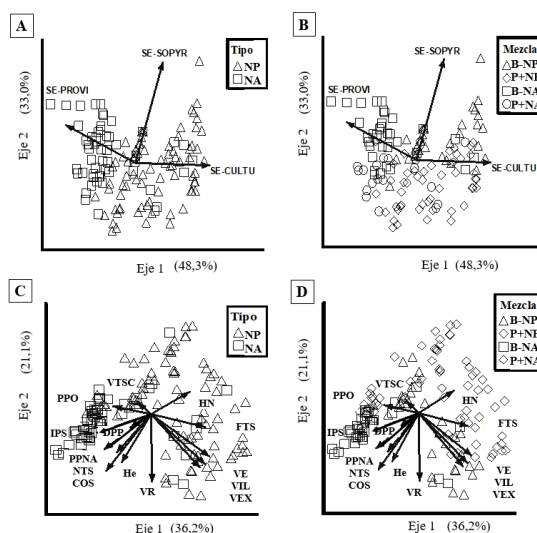 A
SE-SOPYR
Tipo
△NP
□NA
SE-PROVI
SE-CULTU
Eje 2 (33,0%)
Eje 1 (48,3%)
B
SE-SOPYR
Mezcla
△B-NP
◇P+NP
□B-NA
○P+NA
SE-PROVI
SE-CULTU
Eje 2 (33,0%)
Eje 1 (48,3%)
C
Tipo
△NP
□NA
VTSC
PPO
HN
IPS
DPP
FTS
PPNA
NTS
COS
He
VR
VE
VIL
VEX
Eje 2 (21,1%)
Eje 1 (36,2%)
D
Mezcla
△B-NP
◇P+NP
□B-NA
◇P+NA
VTSC
PPO
HN
IPS
DPP
FTS
PPNA
NTS
COS
He
VR
VE
VIL
VEX
Eje 2 (21,1%)
Eje 1 (36,2%)